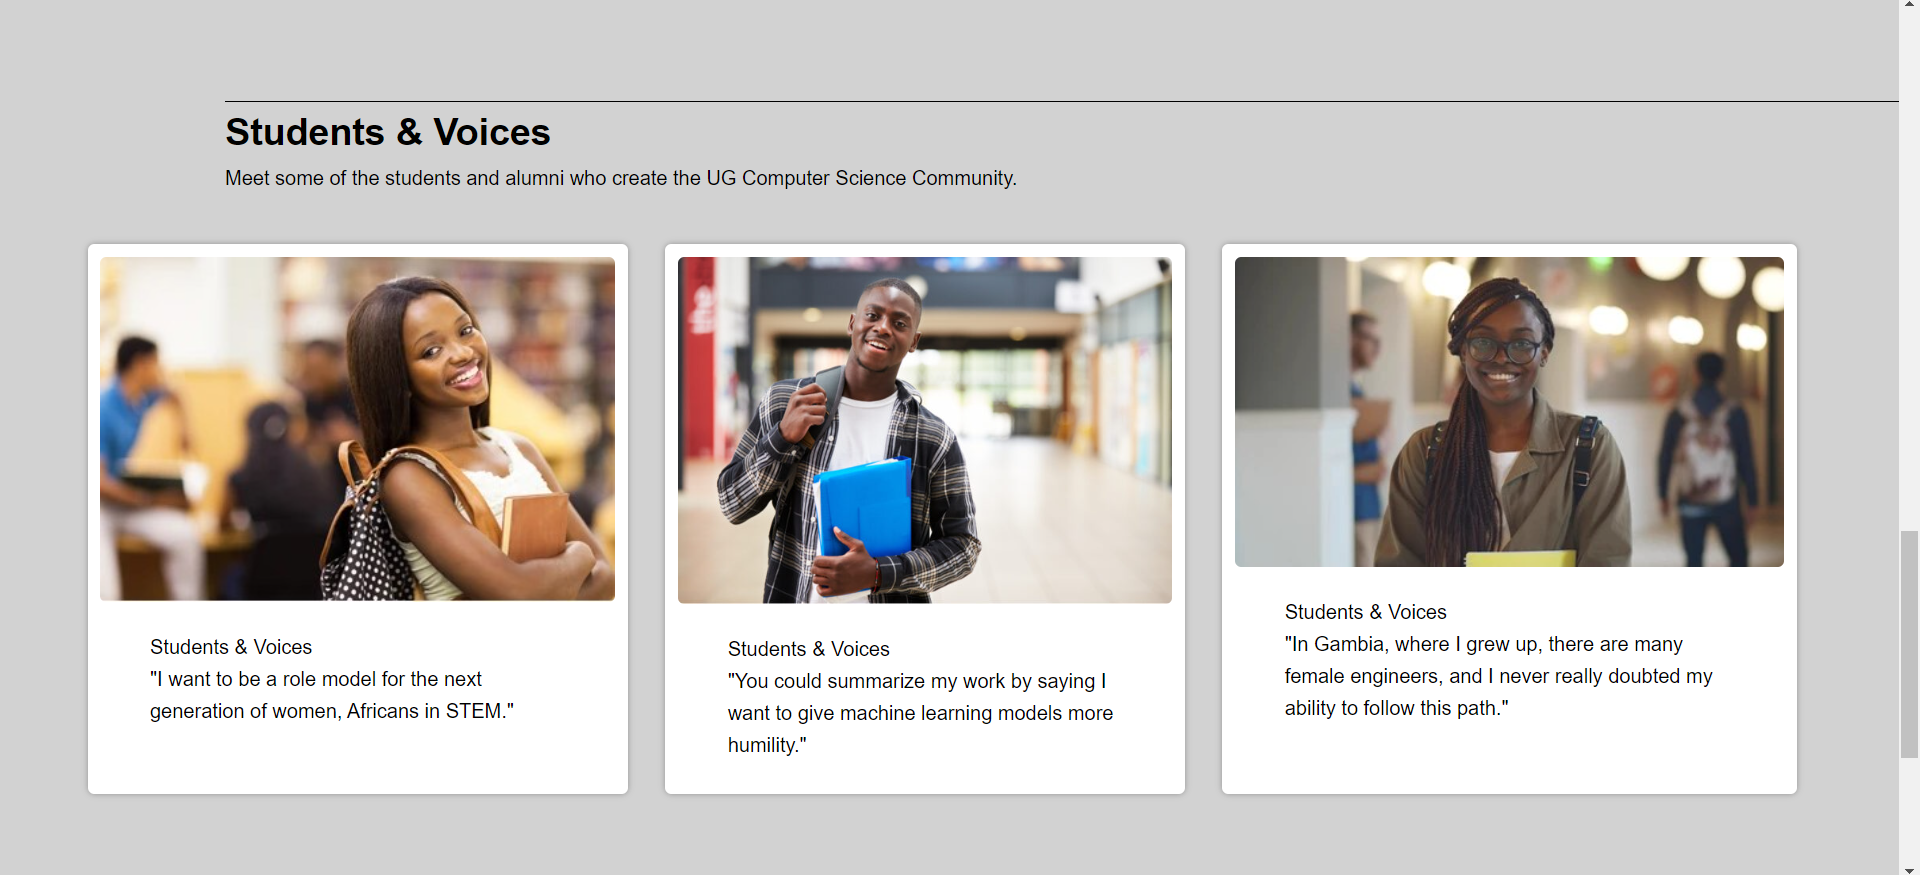 Students & Voices
Meet some of the students and alumni who create the UG Computer Science Community.
Students & Voices
"I want to be a role model for the next
generation of women, Africans in STEM."
Students & Voices
"You could summarize my work by saying I
want to give machine learning models more
humility."
Students & Voices
"In Gambia, where I grew up, there are many
female engineers, and I never really doubted my
ability to follow this path."